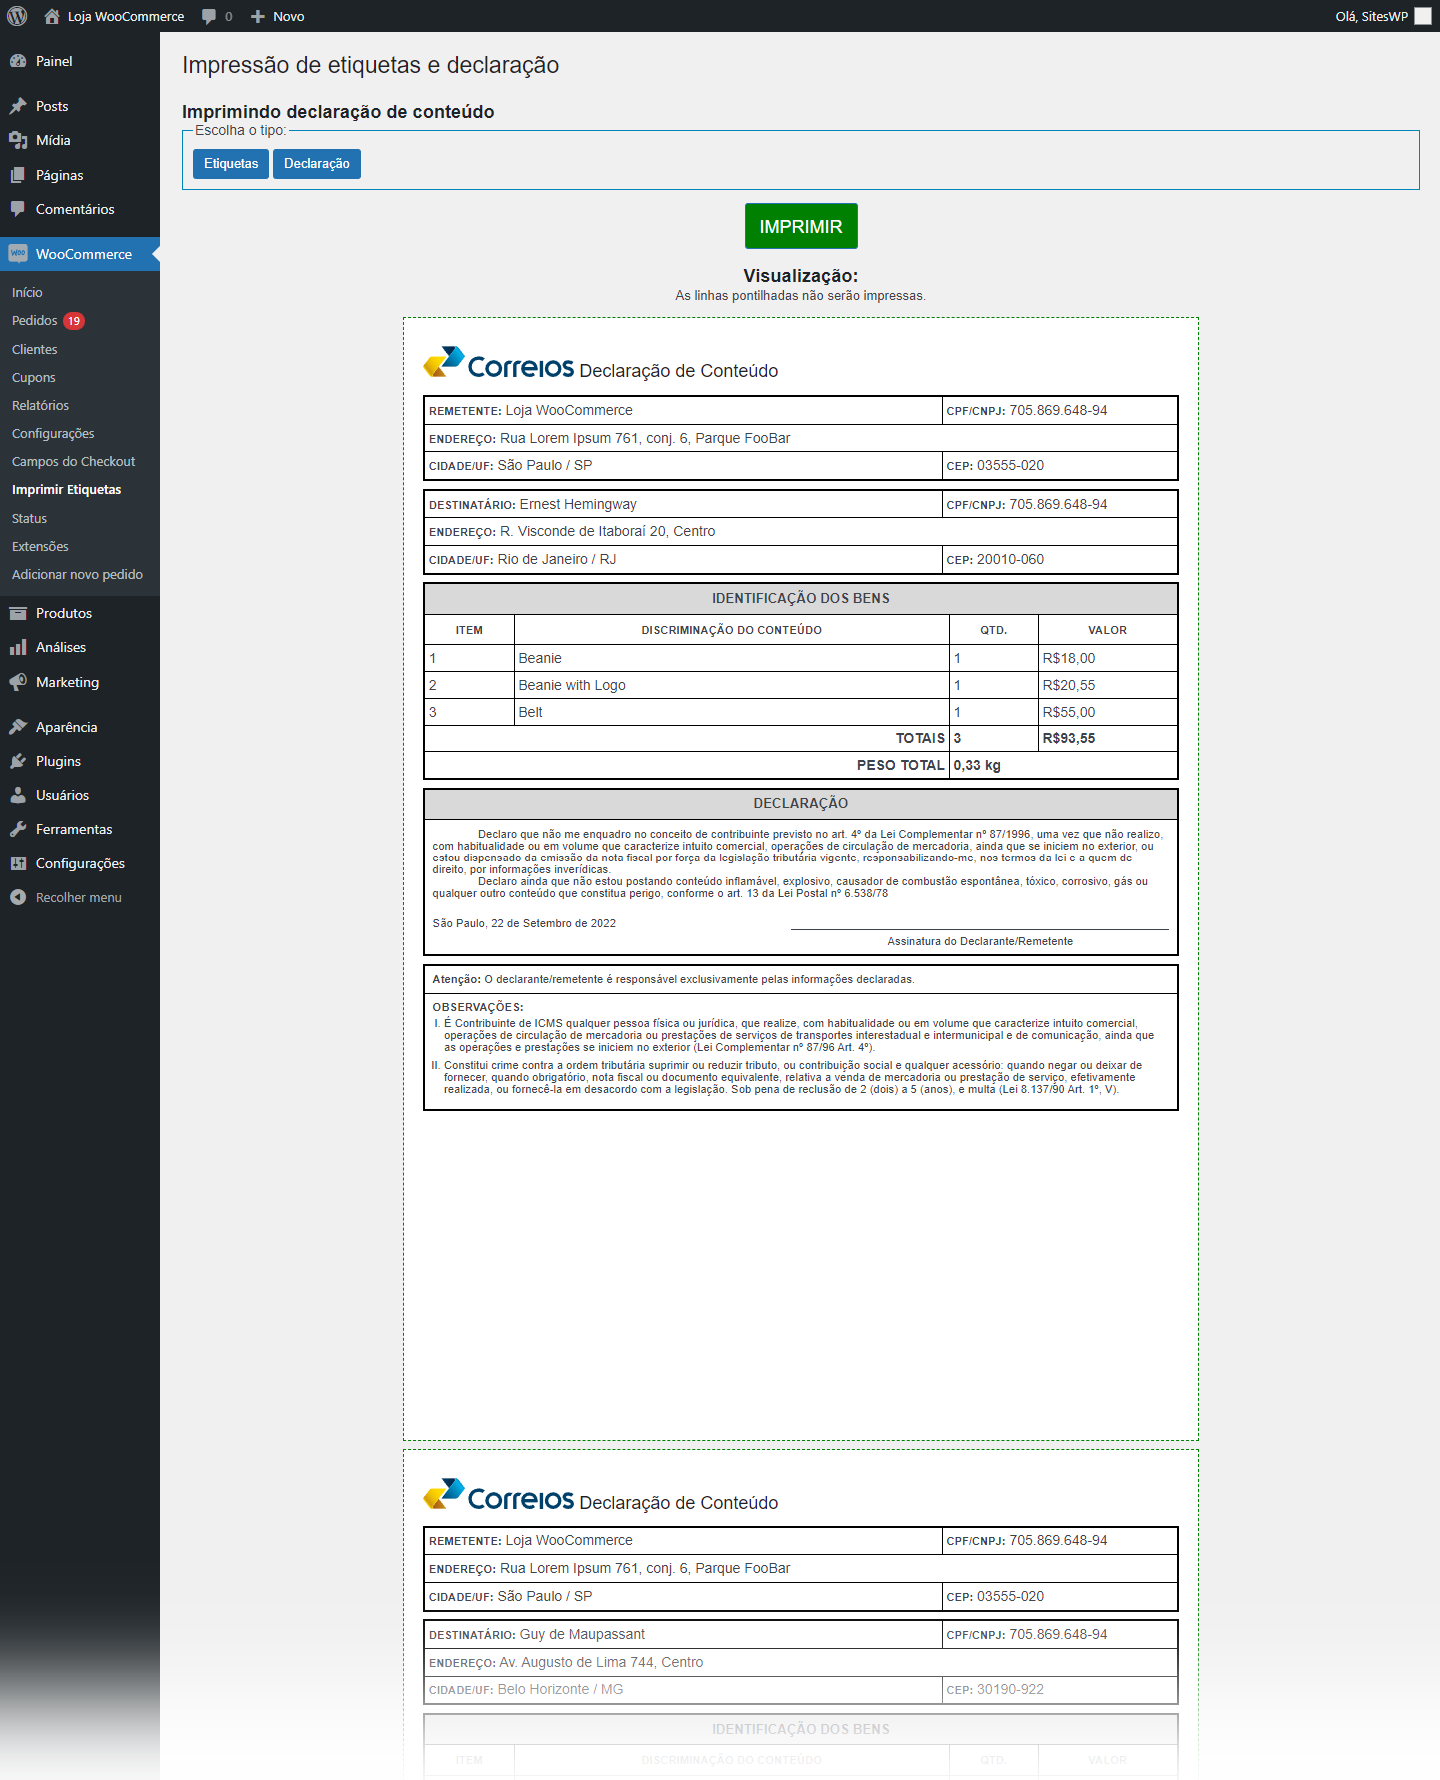 Loja WooCommerce
0
Novo
Olá, SitesWP
Painel
Posts
Mídia
Páginas
Comentários
WooCommerce
Início
Pedidos 19
Clientes
Cupons
Relatórios
Configurações
Campos do Checkout
Imprimir Etiquetas
Status
Extensões
Adicionar novo pedido
Produtos
Análises
Marketing
Aparência
Plugins
Usuários
Ferramentas
Configurações
Recolher menu
Impressão de etiquetas e declaração
Imprimindo declaração de conteúdo
Escolha o tipo:
Etiquetas Declaração
IMPRIMIR
Visualização:
As linhas pontilhadas não serão impressas.
Correios Declaração de Conteúdo
REMETENTE: Loja WooCommerce CPF/CNPJ: 705.869.648-94
ENDEREÇO: Rua Lorem Ipsum 761, conj. 6, Parque FooBar
CIDADE/UF: São Paulo / SP CEP: 03555-020
DESTINATÁRIO: Ernest Hemingway CPF/CNPJ: 705.869.648-94
ENDEREÇO: R. Visconde de Itaboraí 20, Centro
CIDADE/UF: Rio de Janeiro / RJ CEP: 20010-060
IDENTIFICAÇÃO DOS BENS
ITEM DISCRIMINAÇÃO DO CONTEÚDO QTD. VALOR
1 Beanie 1 R$18,00
2 Beanie with Logo 1 R$20,55
3 Belt 1 R$55,00
TOTAIS 3 R$93,55
PESO TOTAL 0,33 kg
DECLARAÇÃO
Declaro que não me enquadro no conceito de contribuinte previsto no art. 4º da Lei Complementar nº 87/1996, uma vez que não realizo,
com habitualidade ou em volume que caracterize intuito comercial, operações de circulação de mercadoria, ainda que se iniciem no exterior, ou
estou dispensado da emissão da nota fiscal por força da legislação tributária vigente, responsabilizando-me, nos termos da lei e a quem de
direito, por informações inverídicas.
Declaro ainda que não estou postando conteúdo inflamável, explosivo, causador de combustão espontânea, tóxico, corrosivo, gás ou
qualquer outro conteúdo que constitua perigo, conforme o art. 13 da Lei Postal nº 6.538/78
São Paulo, 22 de Setembro de 2022
Assinatura do Declarante/Remetente
Atenção: O declarante/remetente é responsável exclusivamente pelas informações declaradas.
OBSERVAÇÕES:
I. É Contribuinte de ICMS qualquer pessoa física ou jurídica, que realize, com habitualidade ou em volume que caracterize intuito comercial,
operações de circulação de mercadoria ou prestações de serviços de transportes interestadual e intermunicipal e de comunicação, ainda que
as operações e prestações se iniciem no exterior (Lei Complementar nº 87/96 Art. 4º).
II. Constitui crime contra a ordem tributária suprimir ou reduzir tributo, ou contribuição social e qualquer acessório: quando negar ou deixar de
fornecer, quando obrigatório, nota fiscal ou documento equivalente, relativa a venda de mercadoria ou prestação de serviço, efetivamente
realizada, ou fornecê-la em desacordo com a legislação. Sob pena de reclusão de 2 (dois) a 5 (anos), e multa (Lei 8.137/90 Art. 1º, V).
Correios Declaração de Conteúdo
REMETENTE: Loja WooCommerce CPF/CNPJ: 705.869.648-94
ENDEREÇO: Rua Lorem Ipsum 761, conj. 6, Parque FooBar
CIDADE/UF: São Paulo / SP CEP: 03555-020
DESTINATÁRIO: Guy de Maupassant CPF/CNPJ: 705.869.648-94
ENDEREÇO: Av. Augusto de Lima 744, Centro
CIDADE/UF: Belo Horizonte / MG CEP: 30190-922
IDENTIFICAÇÃO DOS BENS
ITEM DISCRIMINAÇÃO DO CONTEÚDO QTD. VALOR